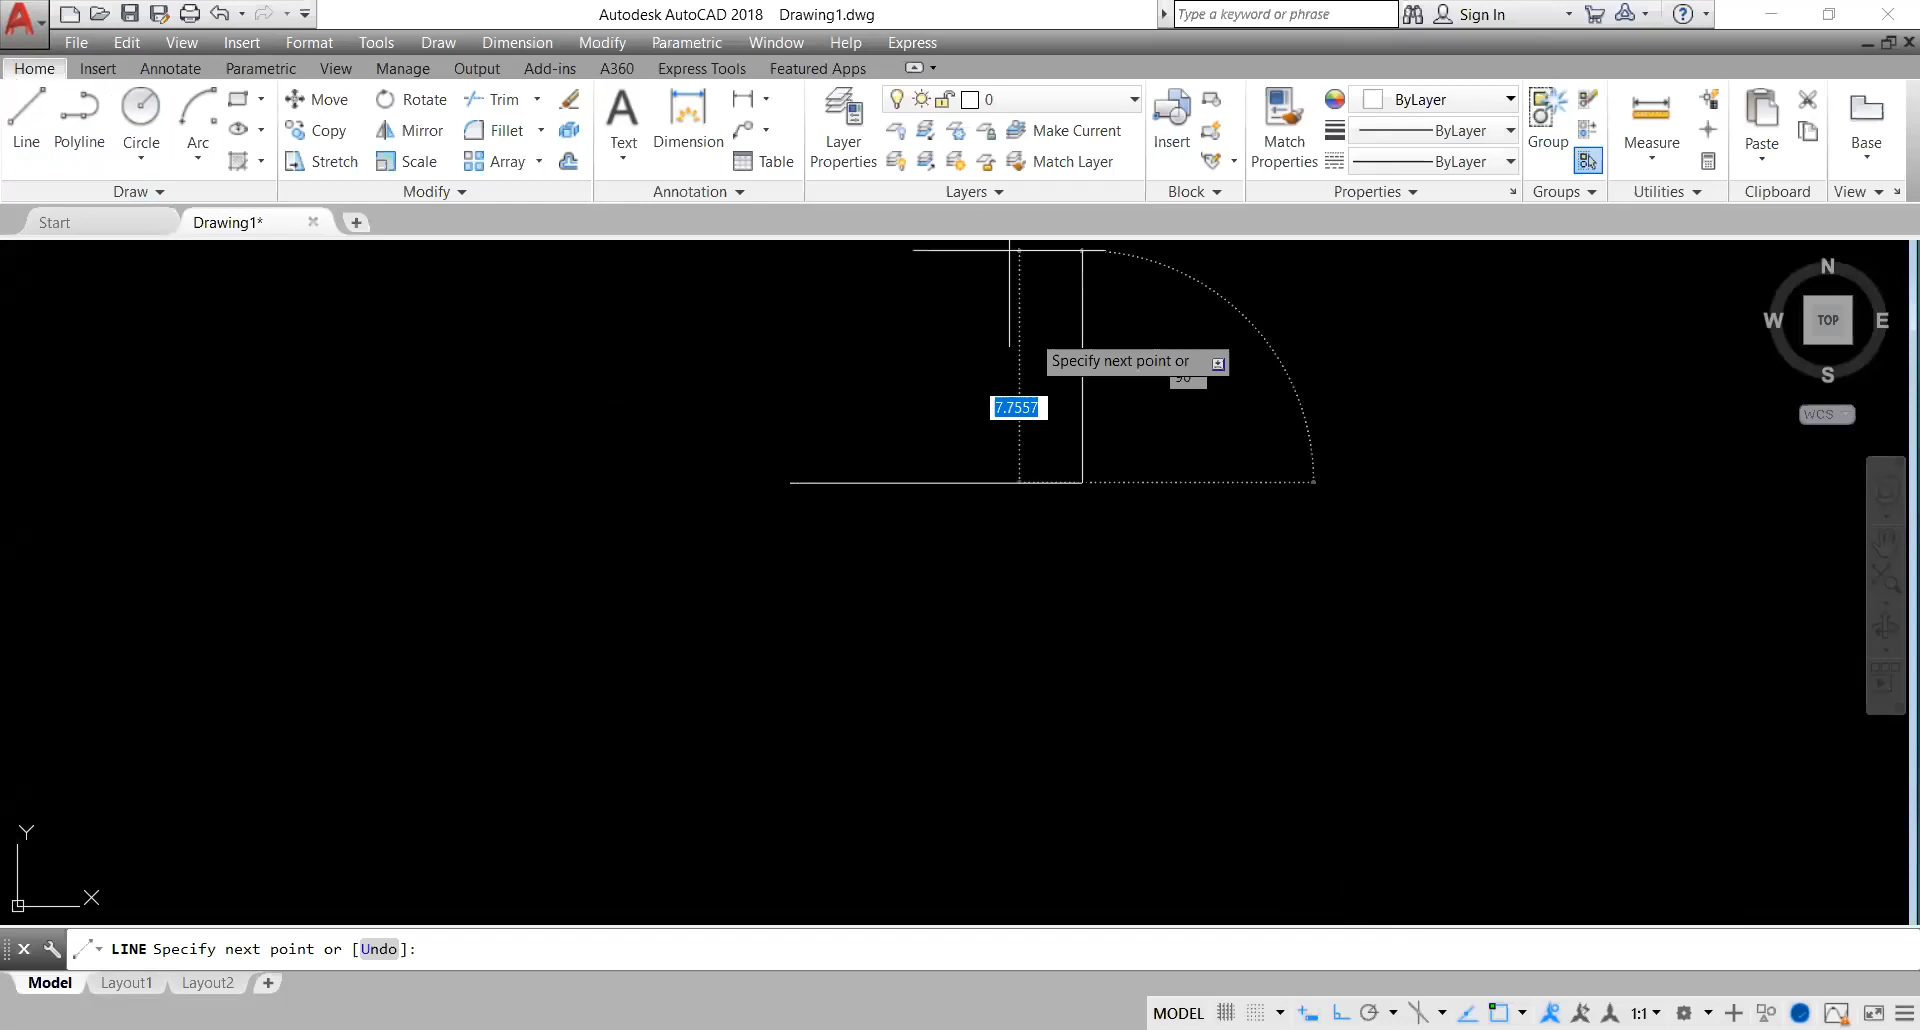 Autodesk AutoCAD 2018 Drawing1.dwg Type a keyword or phrase Sign In
File Edit View Insert Format Tools Draw Dimension Modify Parametric Window Help Express
Home Insert Annotate Parametric View Manage Output Add-ins A360 Express Tools Featured Apps
Move Rotate Trim 0 ByLayer
Line Polyline Circle Arc Copy Mirror Fillet Text Dimension Make Current Insert ByLayer Group Measure Paste Base
Stretch Scale Array Table Layer Properties Match Layer Match Properties ByLayer
Draw Modify Annotation Layers Block Properties Groups Utilities Clipboard View
Start Drawing1*
N
W TOP E
S
WCS
Specify next point or
90
7.7557
Y
X
LINE Specify next point or [Undo]:
Model Layout1 Layout2
MODEL 1:1